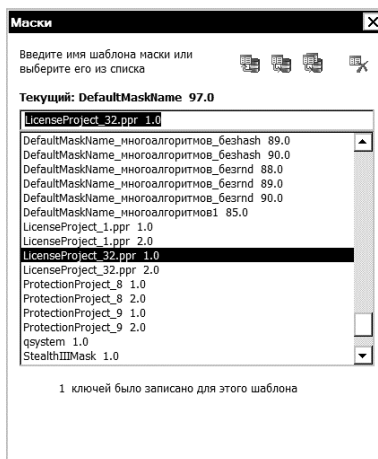 Маски
Введите имя шаблона маски или
выберите его из списка
Текущий: DefaultMaskName 97.0
LicenseProject_32.ppr 1.0
DefaultMaskName_многоалгоритмов_безhash 89.0
DefaultMaskName_многоалгоритмов_безhash 90.0
DefaultMaskName_многоалгоритмов_безrnd 88.0
DefaultMaskName_многоалгоритмов_безrnd 89.0
DefaultMaskName_многоалгоритмов_безrnd 90.0
DefaultMaskName_многоалгоритмов1 85.0
LicenseProject_1.ppr 1.0
LicenseProject_1.ppr 2.0
LicenseProject_32.ppr 1.0
LicenseProject_32.ppr 2.0
ProtectionProject_8 1.0
ProtectionProject_8 2.0
ProtectionProject_9 1.0
ProtectionProject_9 2.0
qsystem 1.0
StealthIIIMask 1.0
1 ключей было записано для этого шаблона